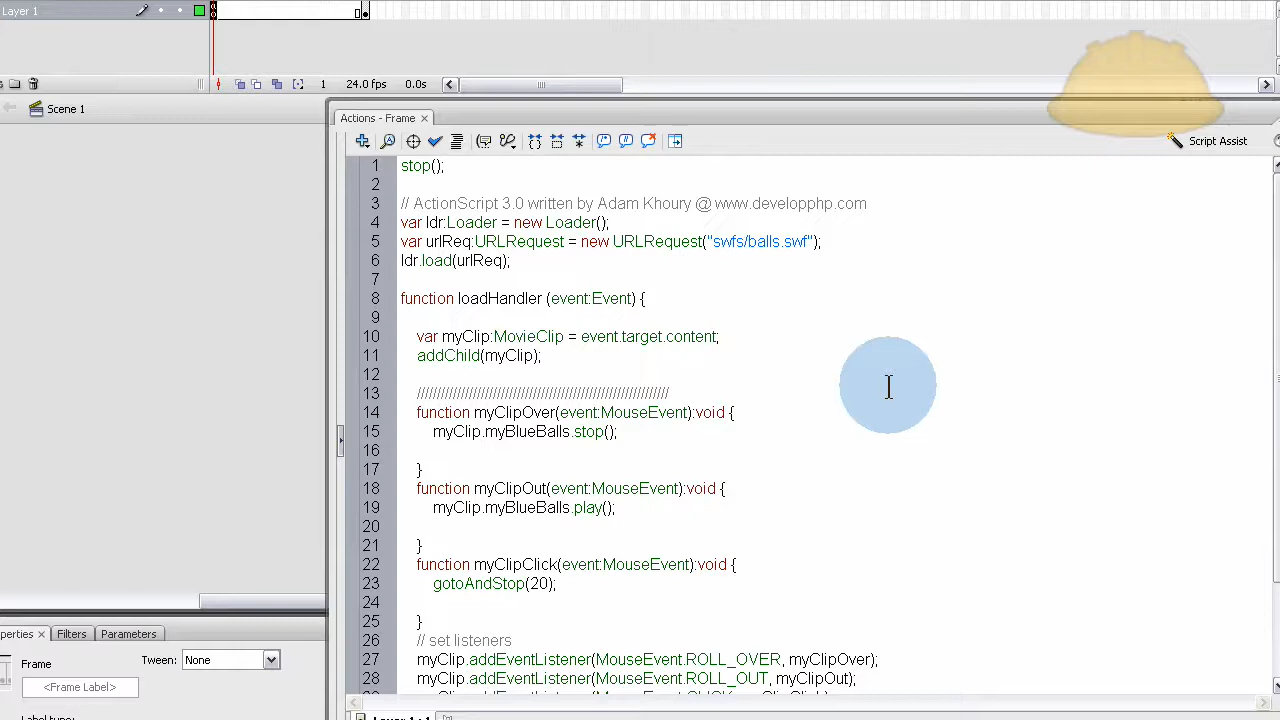 Layer 1
1 24.0 fps 0.0s
Scene 1
Actions - Frame
Script Assist
1 stop();
2
3 // ActionScript 3.0 written by Adam Khoury @ www.developphp.com
4 var ldr:Loader = new Loader();
5 var urlReq:URLRequest = new URLRequest("swfs/balls.swf");
6 ldr.load(urlReq);
7
8 function loadHandler (event:Event) {
9
10 var myClip:MovieClip = event.target.content;
11 addChild(myClip);
12
13 ///////////////////////////////////////////////////////////////
14 function myClipOver(event:MouseEvent):void {
15 myClip.myBlueBalls.stop();
16
17 }
18 function myClipOut(event:MouseEvent):void {
19 myClip.myBlueBalls.play();
20
21 }
22 function myClipClick(event:MouseEvent):void {
23 gotoAndStop(20);
24
25 }
26 // set listeners
27 myClip.addEventListener(MouseEvent.ROLL_OVER, myClipOver);
28 myClip.addEventListener(MouseEvent.ROLL_OUT, myClipOut);
perties Filters Parameters
Frame Tween: None
<Frame Label>